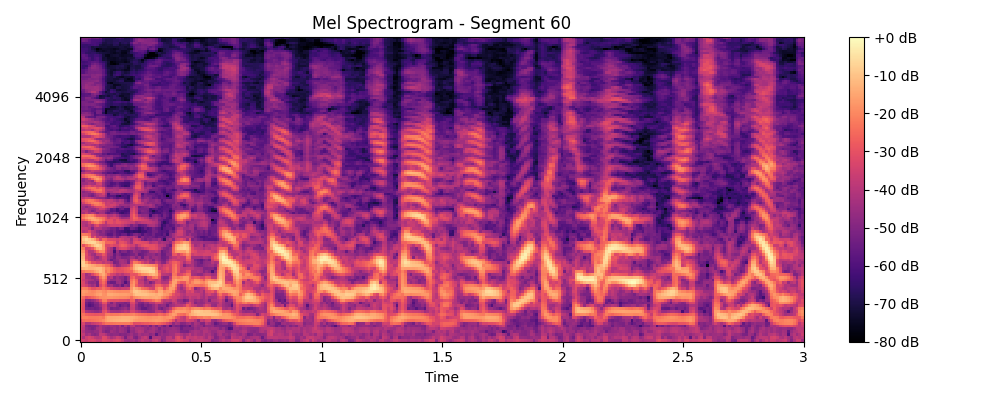 Mel Spectrogram - Segment 60
Frequency
4096
2048
1024
512
0
0
0.5
1
1.5
2
2.5
3
Time
+0 dB
-10 dB
-20 dB
-30 dB
-40 dB
-50 dB
-60 dB
-70 dB
-80 dB